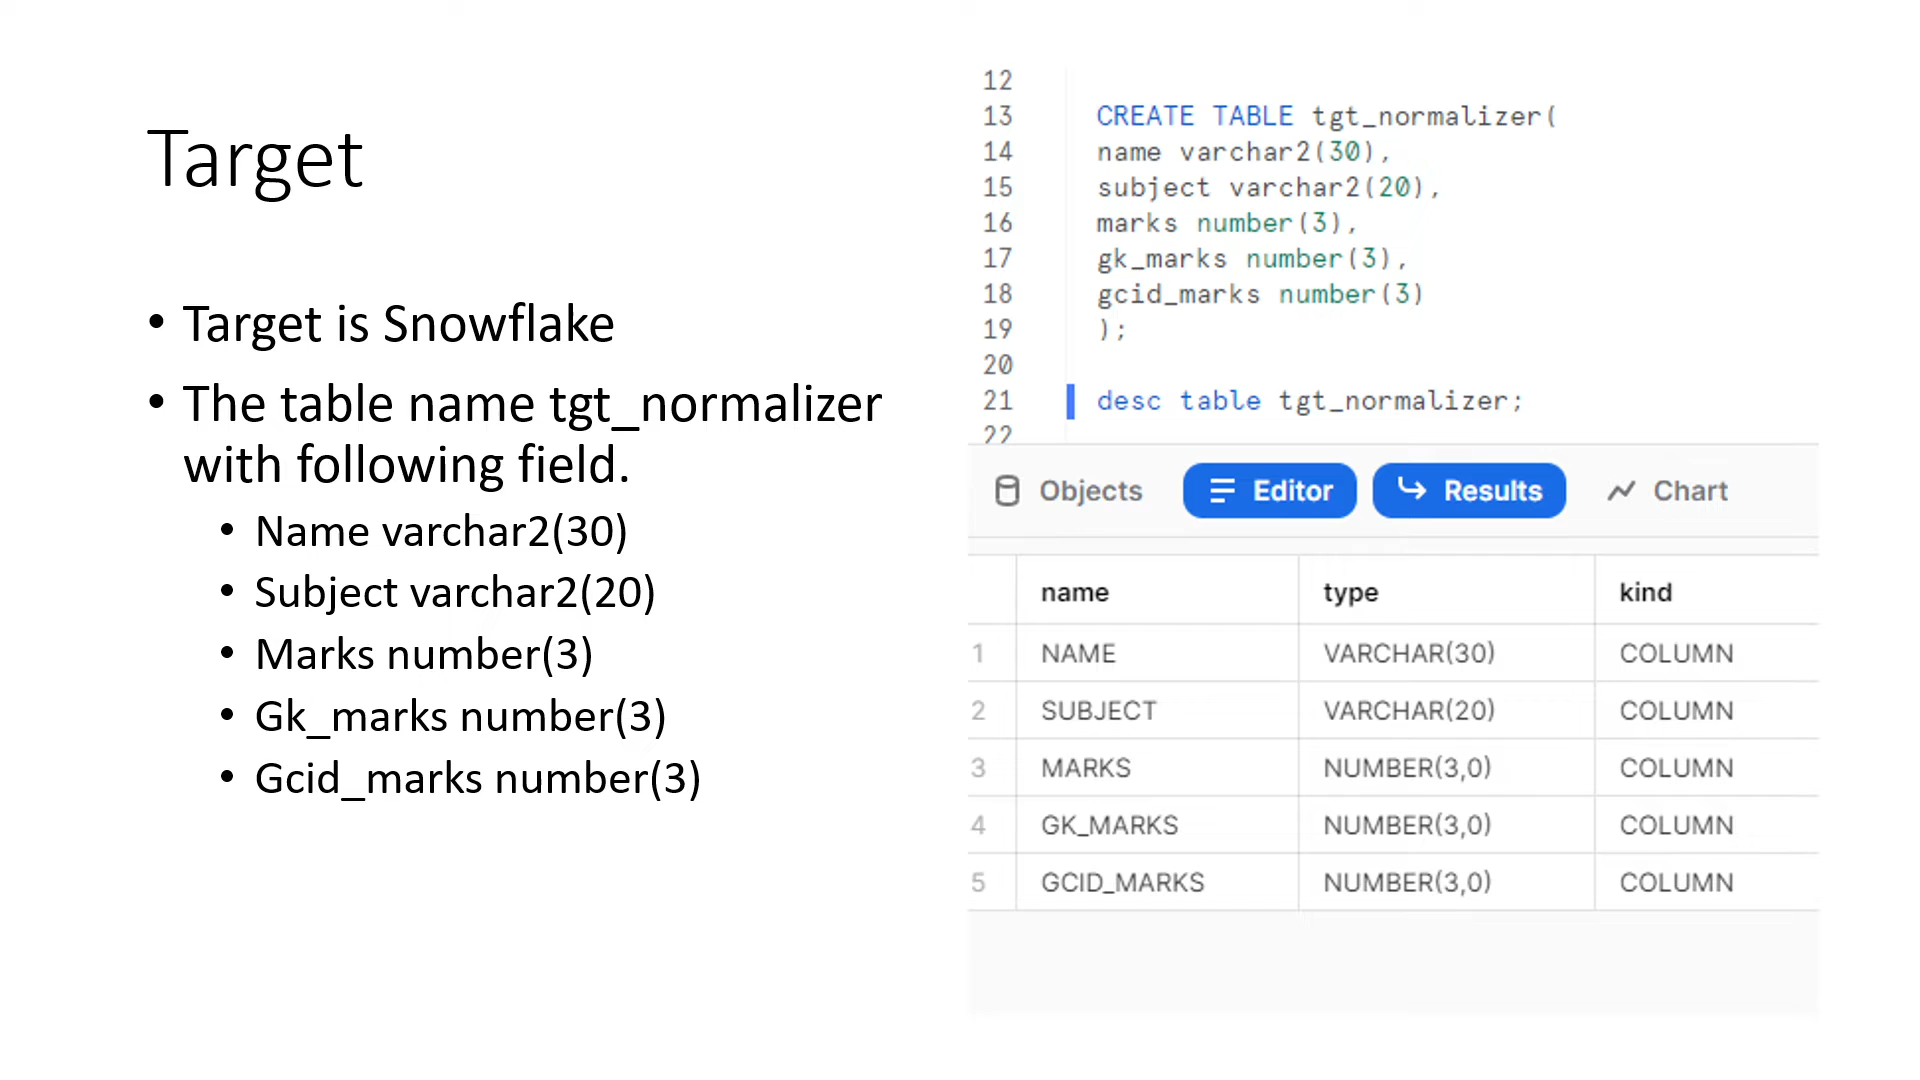 Target
• Target is Snowflake
• The table name tgt_normalizer
with following field.
• Name varchar2(30)
• Subject varchar2(20)
• Marks number(3)
• Gk_marks number(3)
• Gcid_marks number(3)
12
13 CREATE TABLE tgt_normalizer(
14 name varchar2(30),
15 subject varchar2(20),
16 marks number(3),
17 gk_marks number(3),
18 gcid_marks number(3)
19 );
20
21 desc table tgt_normalizer;
22
Objects Editor Results Chart
name type kind
1 NAME VARCHAR(30) COLUMN
2 SUBJECT VARCHAR(20) COLUMN
3 MARKS NUMBER(3,0) COLUMN
4 GK_MARKS NUMBER(3,0) COLUMN
5 GCID_MARKS NUMBER(3,0) COLUMN